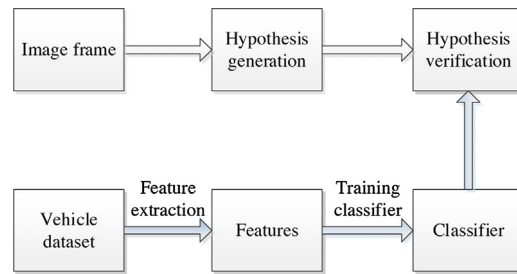 Image frame
Hypothesis
generation
Hypothesis
verification
Feature
extraction
Training
classifier
Vehicle
dataset
Features
Classifier